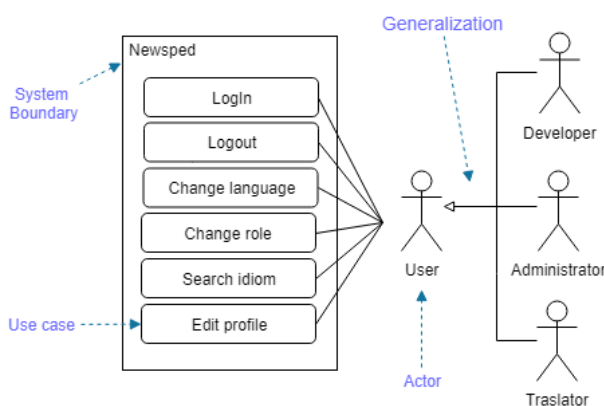 Generalization
Newsped
System
Boundary
LogIn
Logout
Change language
Change role
Search idiom
Edit profile
Use case
User
Actor
Developer
Administrator
Traslator